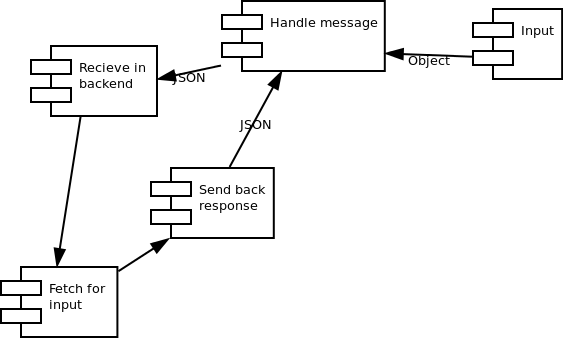 Handle message
Input
Object
Recieve in
backend
JSON
JSON
Send back
response
Fetch for
input